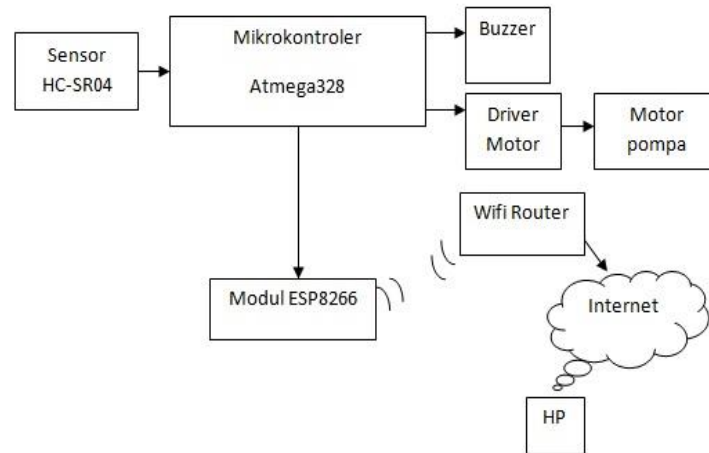 Sensor
HC-SR04
Mikrokontroler
Atmega328
Buzzer
Driver
Motor
Motor
pompa
Wifi Router
Modul ESP8266
Internet
HP